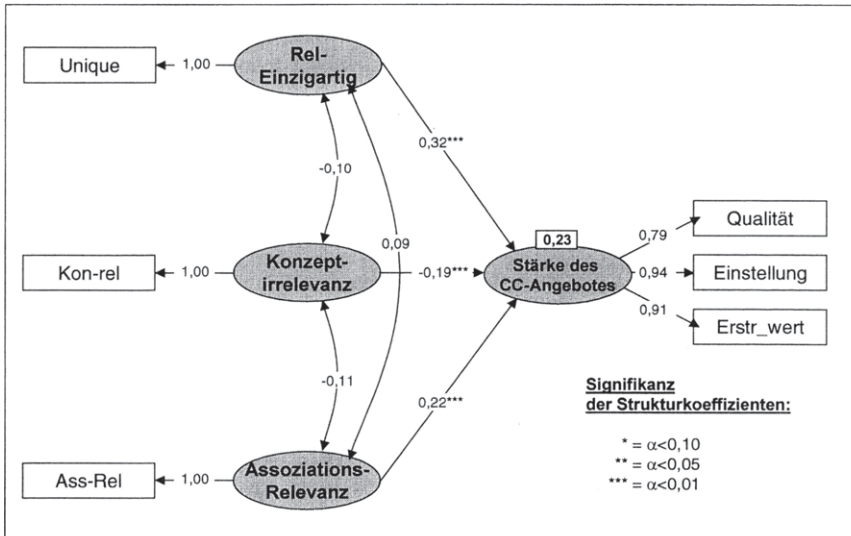 Rel-
Einzigartig
Unique
1,00
0,32***
-0,10
0,09
0,23
Qualität
0,79
Konzept-
irrelevanz
Kon-rel
1,00
-0,19***
Stärke des
CC-Angebotes
0,94
Einstellung
0,91
Erstr_wert
-0,11
0,22***
Signifikanz
der Strukturkoeffizienten:
* = α<0,10
** = α<0,05
*** = α<0,01
Assoziations-
Relevanz
Ass-Rel
1,00